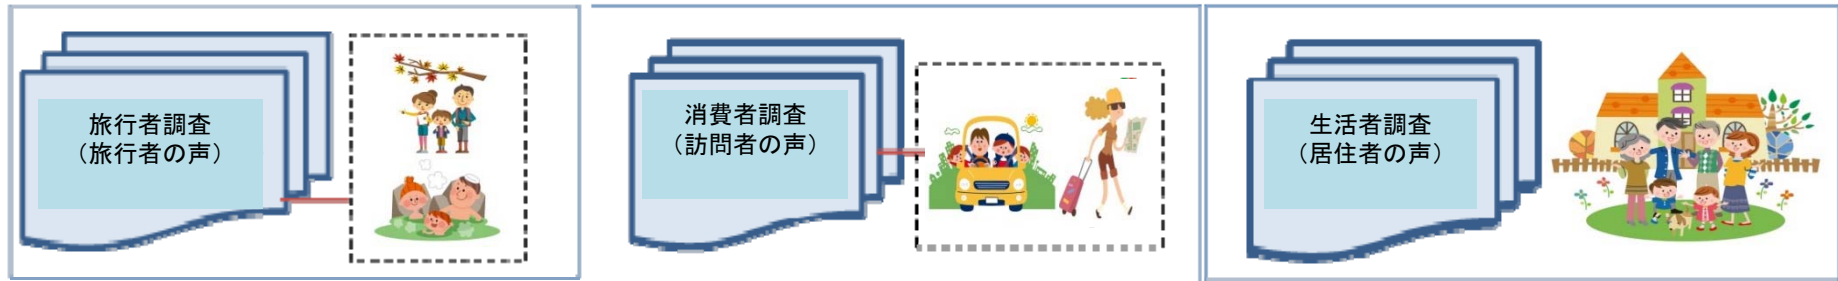 旅行者調査
（旅行者の声）
消費者調査
（訪問者の声）
生活者調査
（居住者の声）